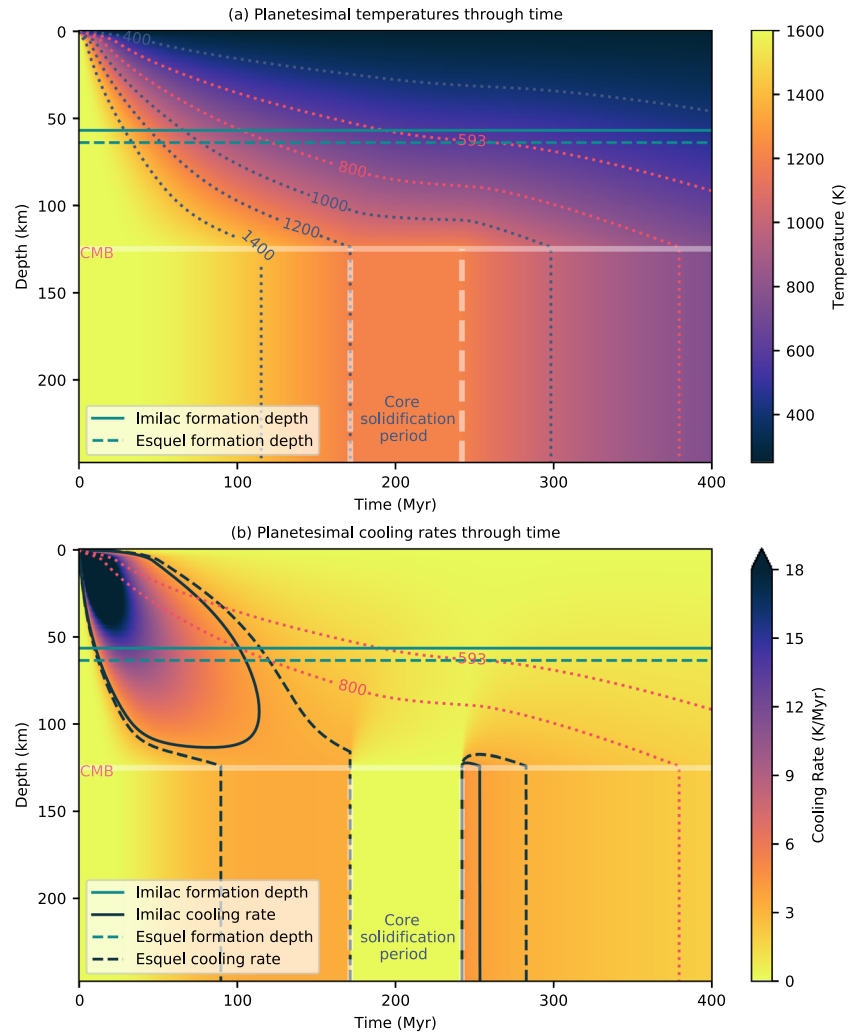 (a) Planetesimal temperatures through time
0
50
100
150
200
Depth (km)
400
593
800
1000
1200
1400
CMB
Core
solidification
period
Imilac formation depth
Esquel formation depth
0
100
200
300
400
Time (Myr)
1600
1400
1200
1000
800
600
400
Temperature (K)
(b) Planetesimal cooling rates through time
0
50
100
150
200
Depth (km)
593
800
CMB
Core
solidification
period
Imilac formation depth
Imilac cooling rate
Esquel formation depth
Esquel cooling rate
0
100
200
300
400
Time (Myr)
18
15
12
9
6
3
0
Cooling Rate (K/Myr)